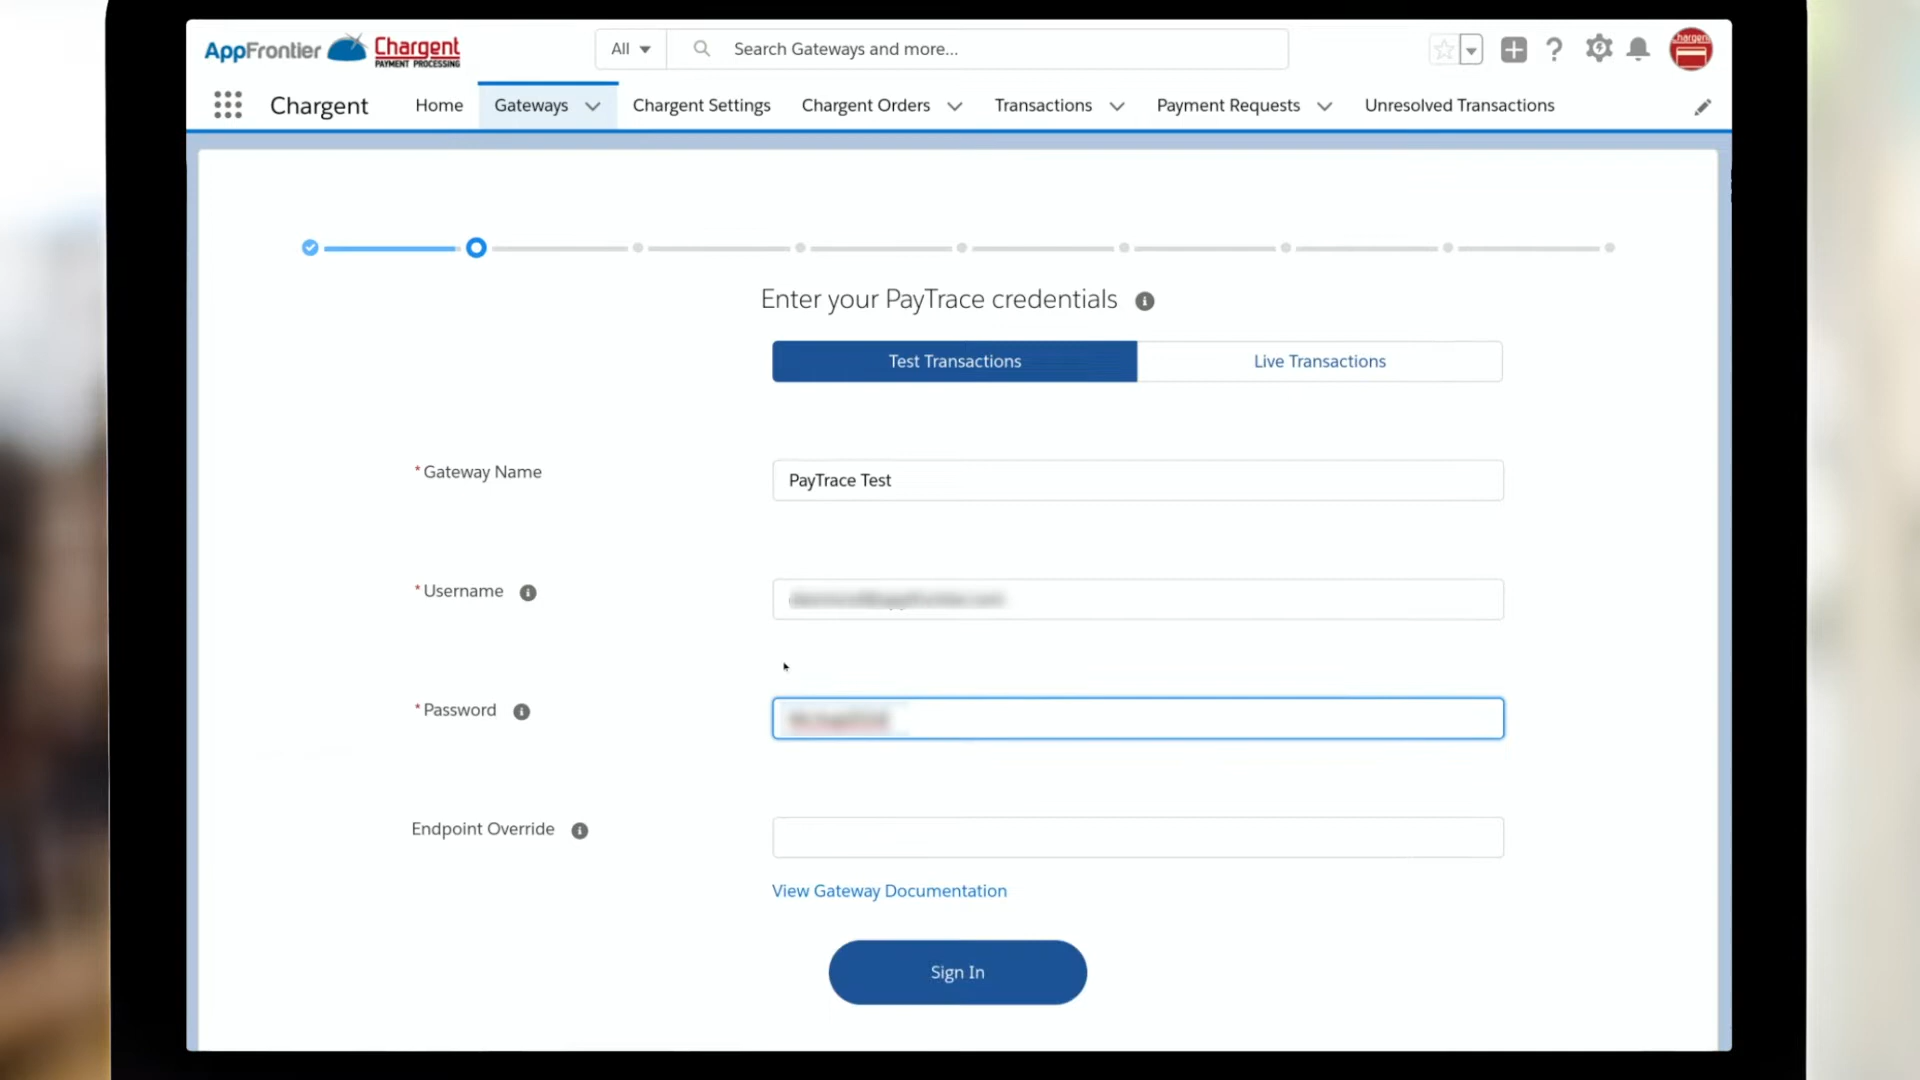 AppFrontier Chargent
PAYMENT PROCESSING
All
Search Gateways and more...
Chargent
Chargent
Home
Gateways
Chargent Settings
Chargent Orders
Transactions
Payment Requests
Unresolved Transactions
Enter your PayTrace credentials
Test Transactions
Live Transactions
* Gateway Name
PayTrace Test
* Username
* Password
Endpoint Override
View Gateway Documentation
Sign In